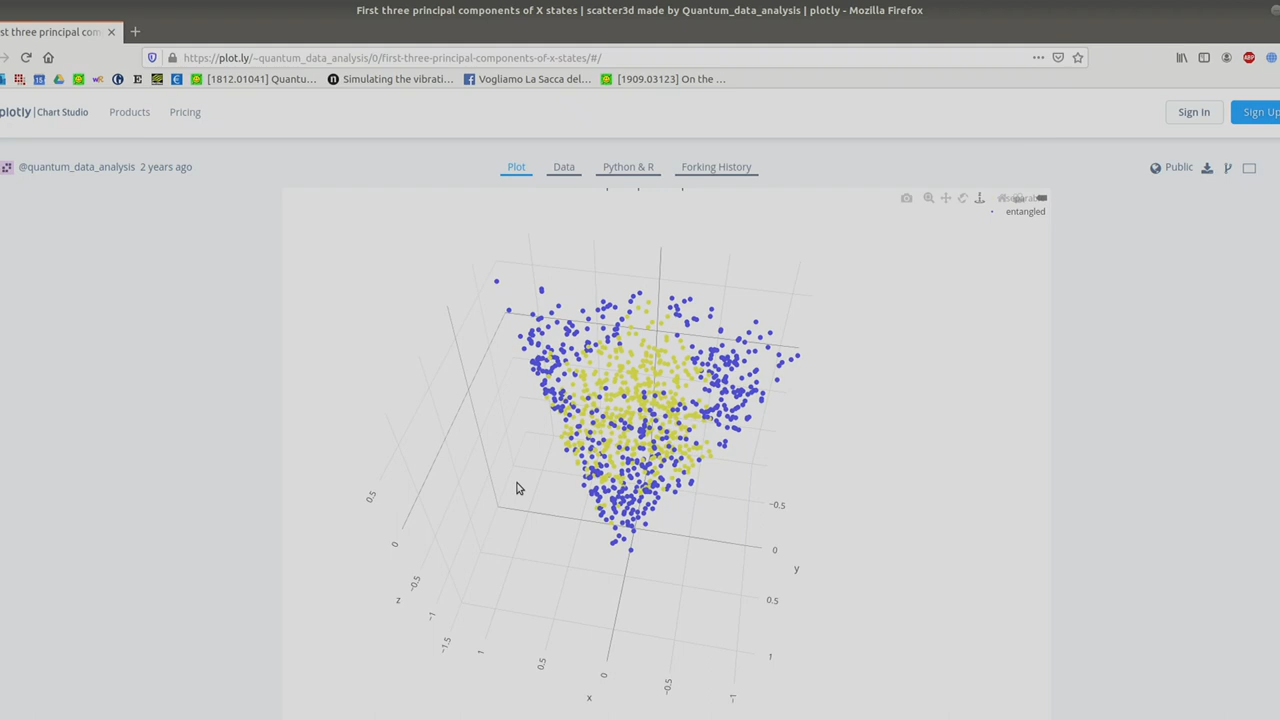 First three principal components of X states | scatter3d made by Quantum_data_analysis | plotly - Mozilla Firefox
st three principal com
https://plot.ly/~quantum_data_analysis/0/first-three-principal-components-of-x-states/#/
[1812.01041] Quantu... Simulating the vibrati... Vogliamo La Sacca del... [1909.03123] On the ...
plotly | Chart Studio Products Pricing Sign In Sign Up
@quantum_data_analysis 2 years ago Plot Data Python & R Forking History Public
entangled
0.5
0
-0.5
-1
-1.5
z
1
0.5
0
-0.5
-1
x
-0.5
0
y
0.5
1